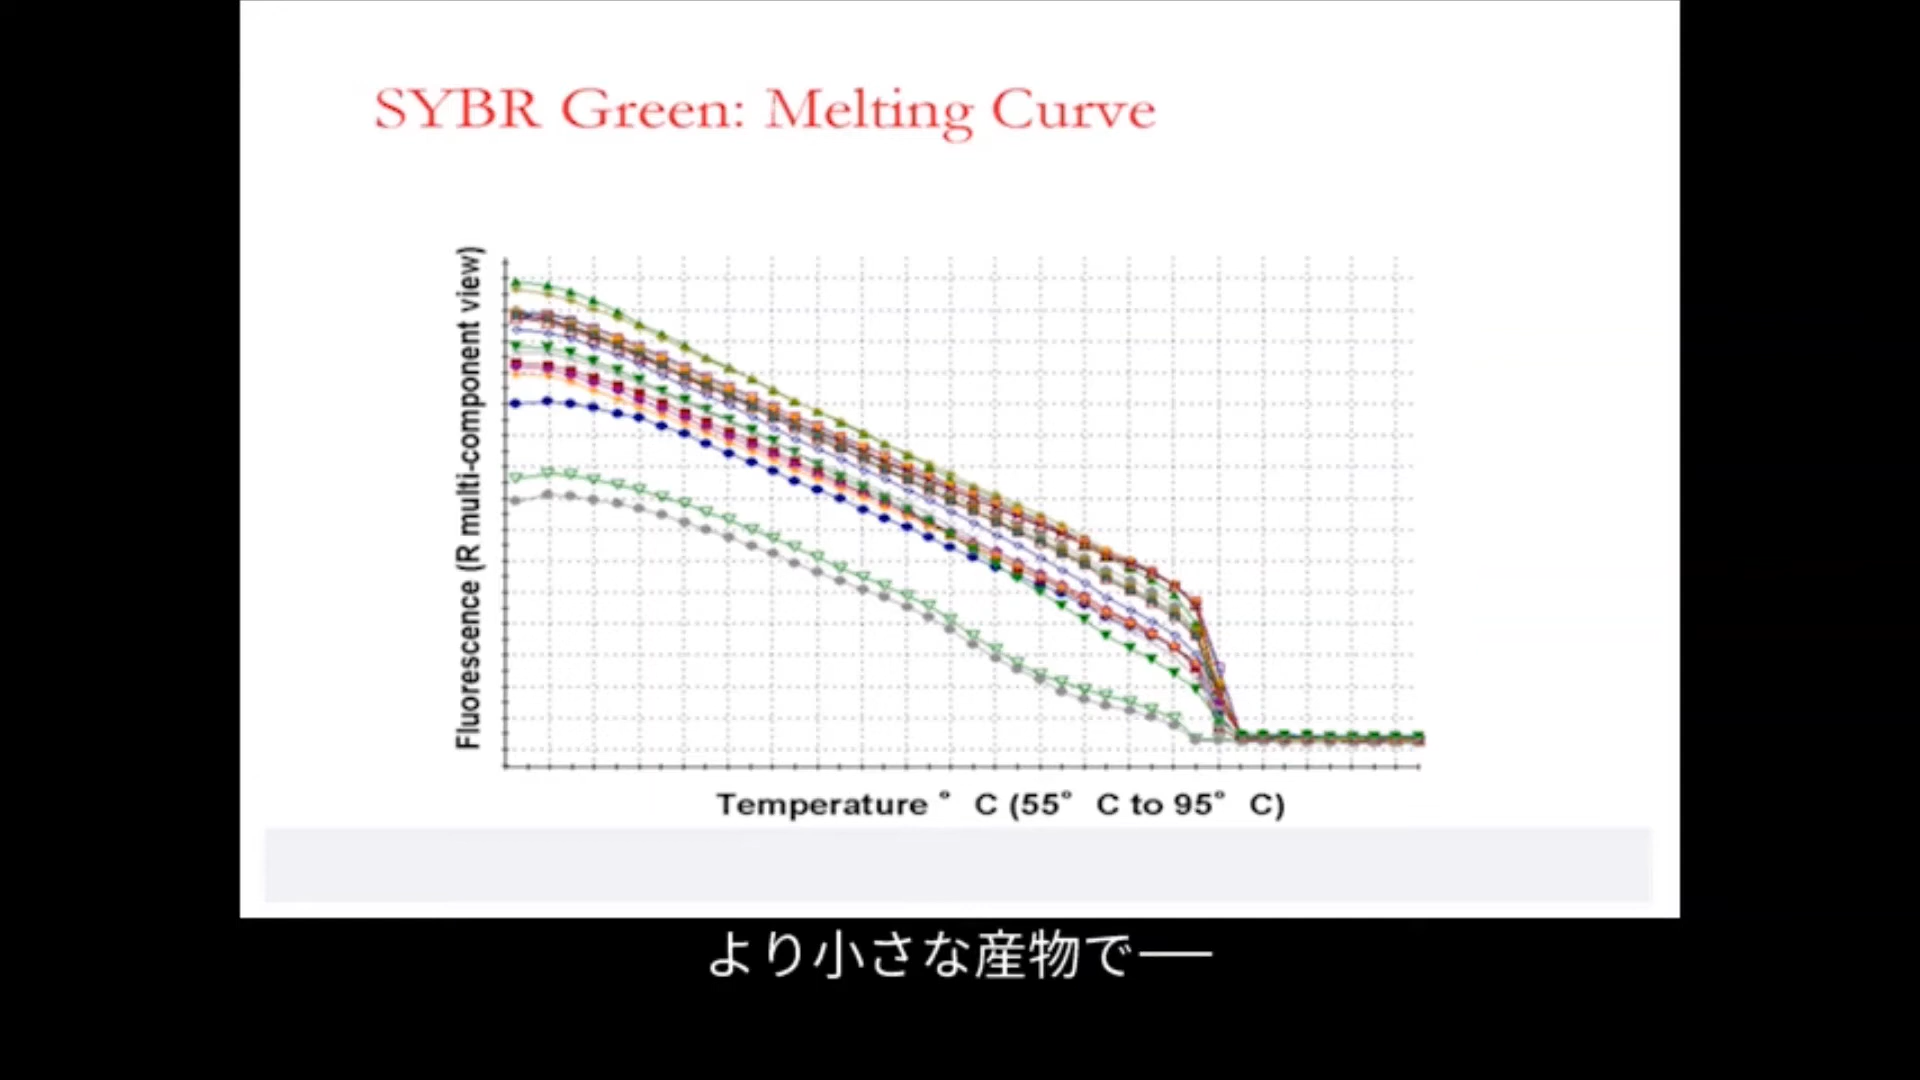 SYBR Green: Melting Curve
Fluorescence (R multi-component view)
Temperature ° C (55° C to 95° C)
より小さな産物で──